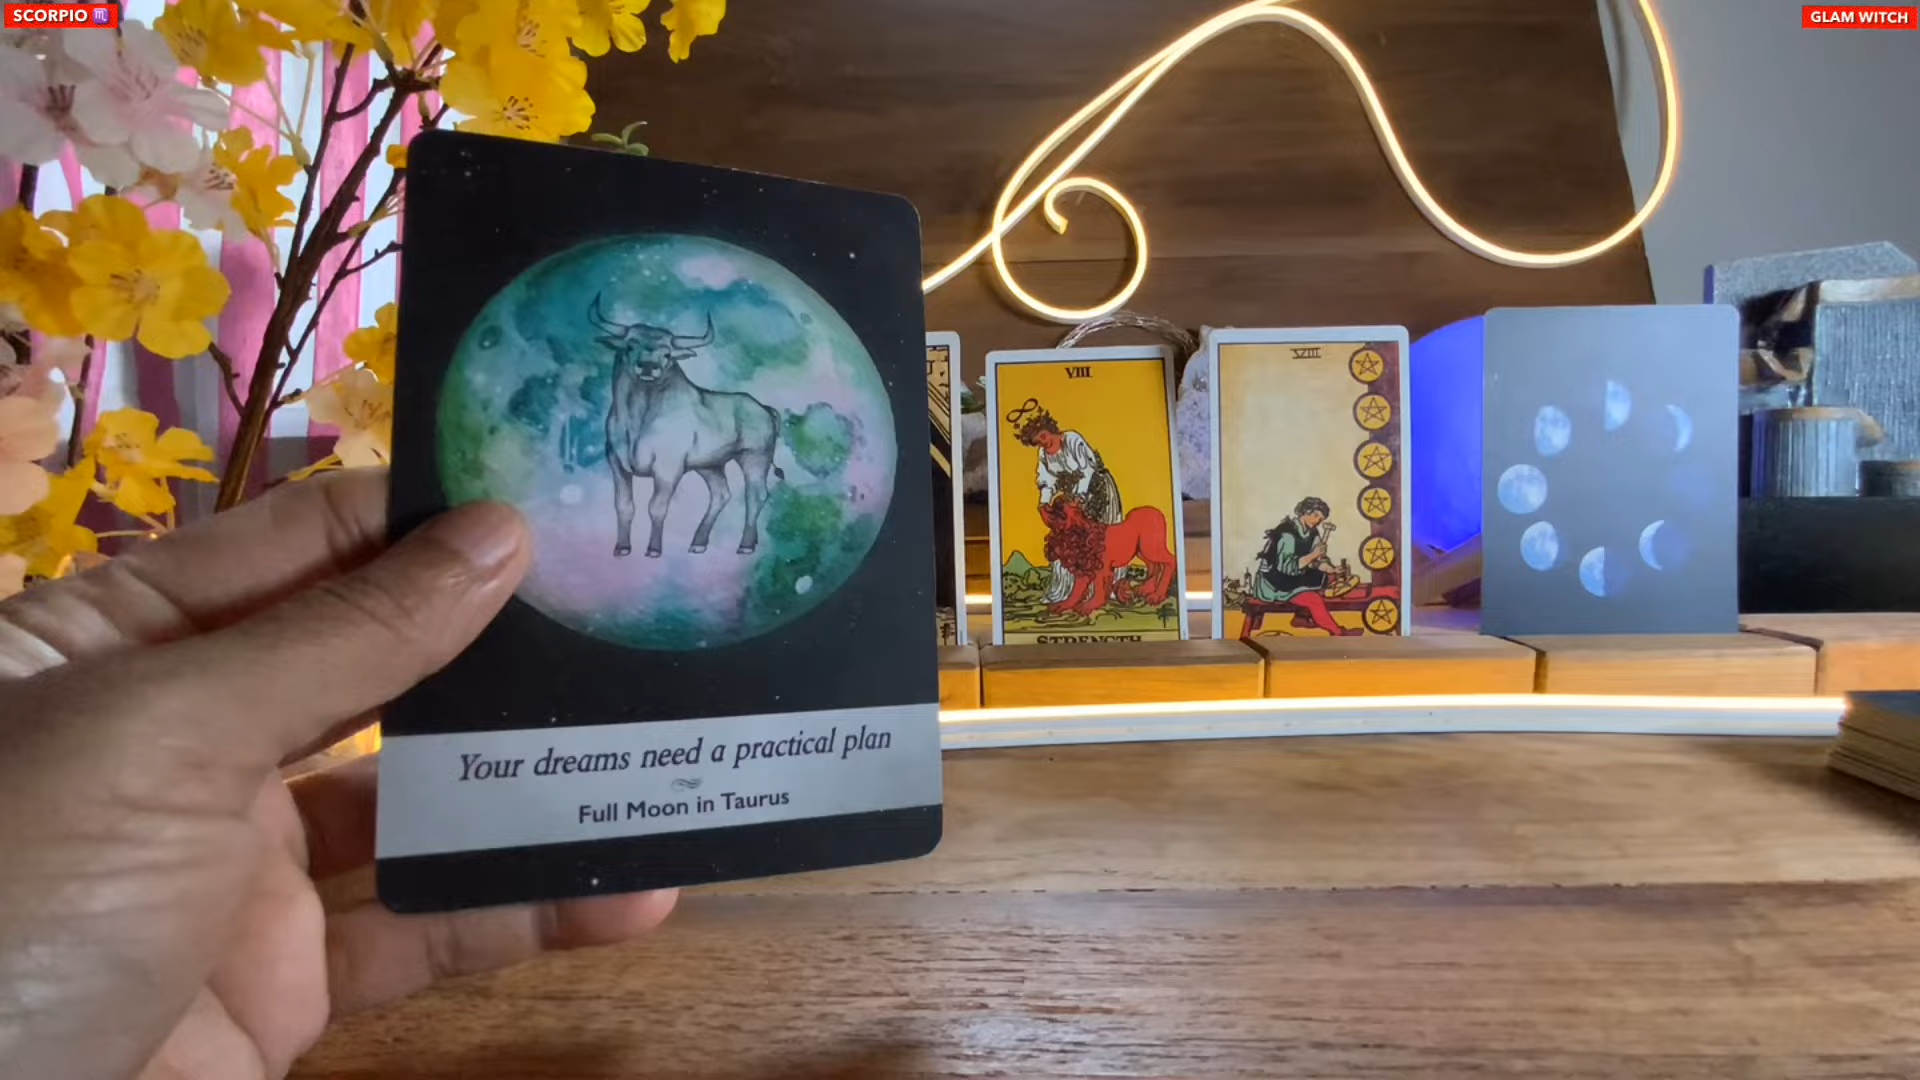 SCORPIO ♏
GLAM WITCH
VIII
STRENGTH
VIII
Your dreams need a practical plan
Full Moon in Taurus